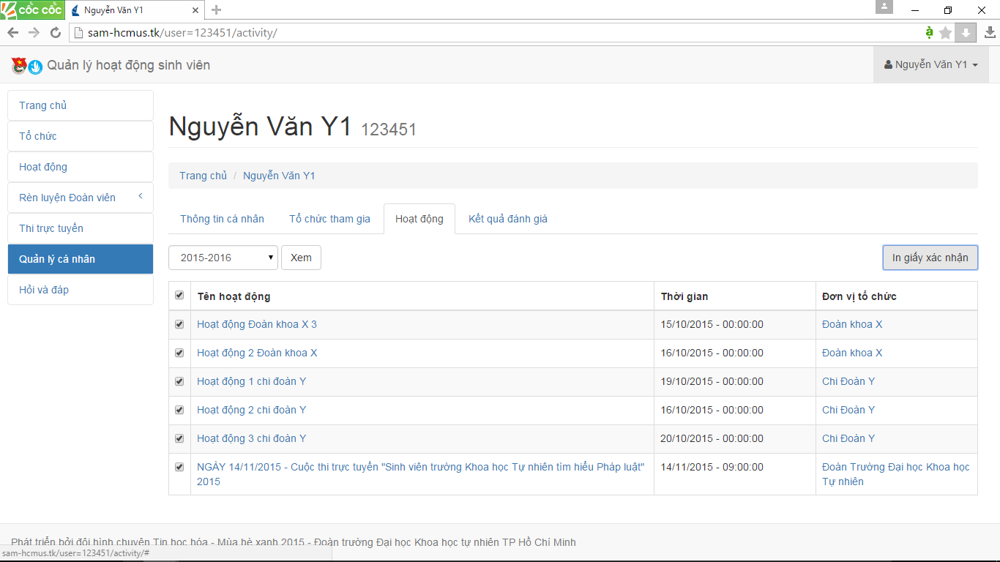 cốc cốc
Nguyễn Văn Y1
sam-hcmus.tk/user=123451/activity/
Quản lý hoạt động sinh viên
Nguyễn Văn Y1
Trang chủ
Tổ chức
Hoạt động
Rèn luyện Đoàn viên
Thi trực tuyến
Quản lý cá nhân
Hỏi và đáp
Nguyễn Văn Y1 123451
Trang chủ / Nguyễn Văn Y1
Thông tin cá nhân Tổ chức tham gia Hoạt động Kết quả đánh giá
2015-2016 Xem In giấy xác nhận
Tên hoạt động Thời gian Đơn vị tổ chức
Hoạt động Đoàn khoa X 3 15/10/2015 - 00:00:00 Đoàn khoa X
Hoạt động 2 Đoàn khoa X 16/10/2015 - 00:00:00 Đoàn khoa X
Hoạt động 1 chi đoàn Y 19/10/2015 - 00:00:00 Chi Đoàn Y
Hoạt động 2 chi đoàn Y 16/10/2015 - 00:00:00 Chi Đoàn Y
Hoạt động 3 chi đoàn Y 20/10/2015 - 00:00:00 Chi Đoàn Y
NGÀY 14/11/2015 - Cuộc thi trực tuyến "Sinh viên trường Khoa học Tự nhiên tìm hiểu Pháp luật" 14/11/2015 - 09:00:00 Đoàn Trường Đại học Khoa học
2015 Tự nhiên
Phát triển bởi đội hình chuyên Tin học hóa - Mùa hè xanh 2015 - Đoàn trường Đại học Khoa học tự nhiên TP Hồ Chí Minh
sam-hcmus.tk/user=123451/activity/#